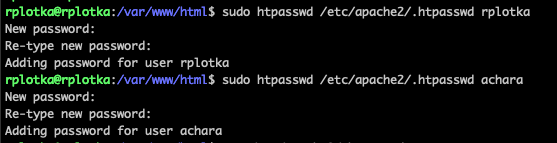 rplotka@rplotka:/var/www/html$ sudo htpasswd /etc/apache2/.htpasswd rplotka
New password:
Re-type new password:
Adding password for user rplotka
rplotka@rplotka:/var/www/html$ sudo htpasswd /etc/apache2/.htpasswd achara
New password:
Re-type new password:
Adding password for user achara